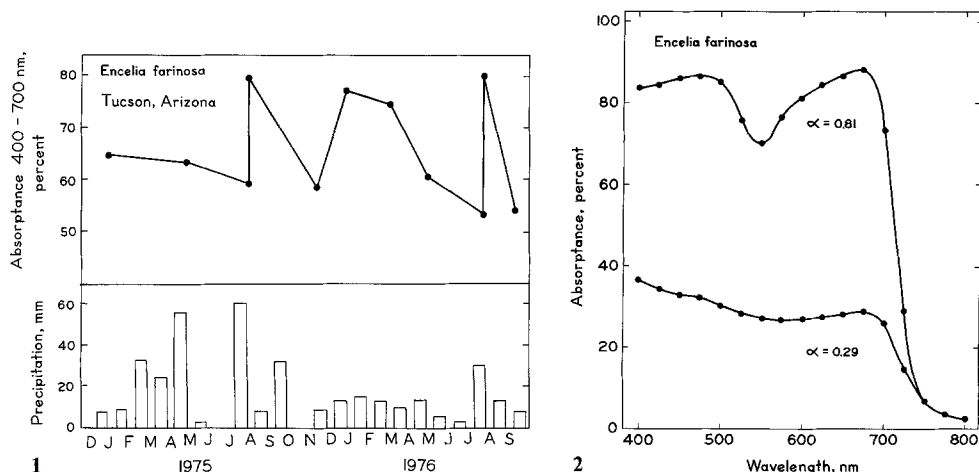 Absorptance 400 – 700 nm,
percent
80
70
60
50
Encelia farinosa
Tucson, Arizona
Precipitation, mm
60
40
20
0
D J F M A M J J A S O N D J F M A M J J A S
1975 1976
1
Absorptance, percent
100
80
60
40
20
0
Encelia farinosa
∝ = 0.81
∝ = 0.29
400 500 600 700 800
Wavelength, nm
2